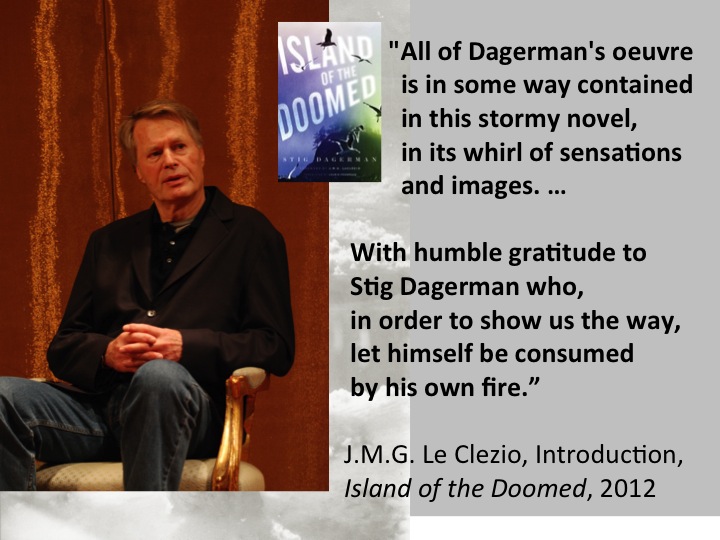 ISLAND
OF THE
DOOMED
STIG DAGERMAN
"All of Dagerman's oeuvre
is in some way contained
in this stormy novel,
in its whirl of sensations
and images. …
With humble gratitude to
Stig Dagerman who,
in order to show us the way,
let himself be consumed
by his own fire.”
J.M.G. Le Clezio, Introduction,
Island of the Doomed, 2012